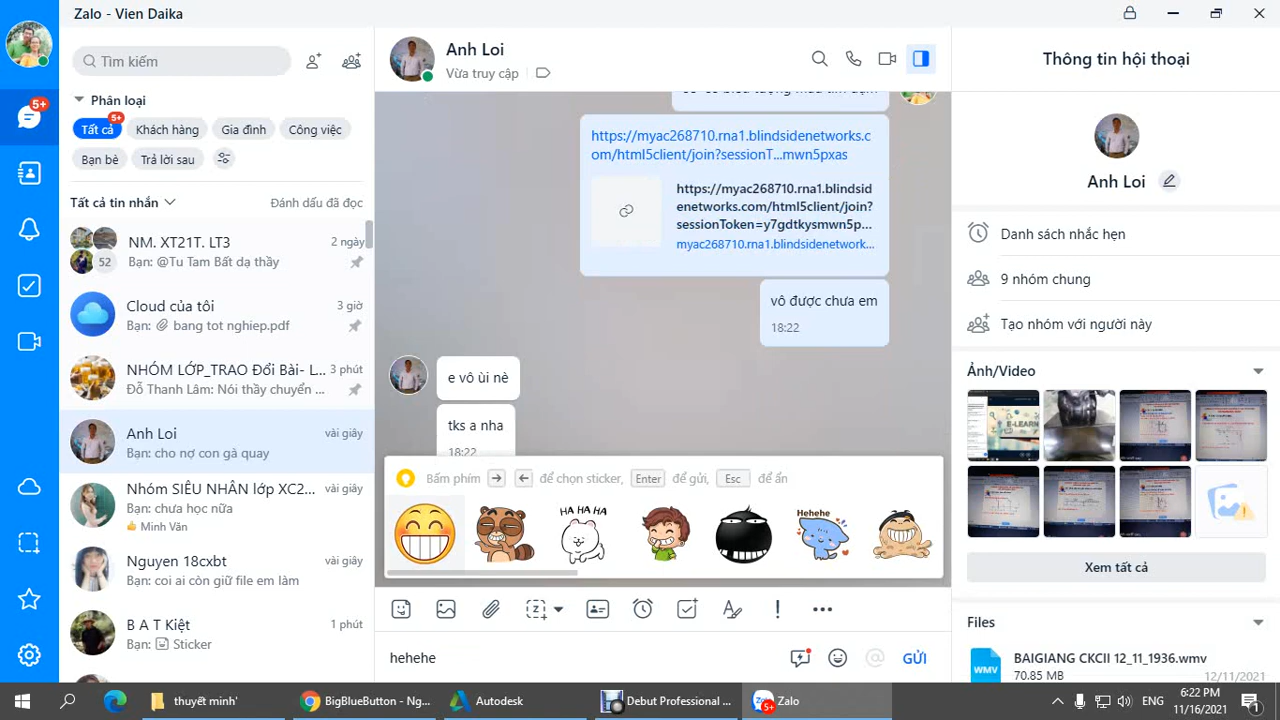 Zalo - Vien Daika
Tìm kiếm
Phân loại
Tất cả
5+
Khách hàng
Gia đình
Công việc
Bạn bè
Trả lời sau
Tất cả tin nhắn
Đánh dấu đã đọc
NM. XT21T. LT3
2 ngày
52
Bạn: @Tu Tam Bất dạ thầy
Cloud của tôi
3 giờ
Bạn: bang tot nghiep.pdf
NHÓM LỚP_TRAO Đổi Bài- L...
3 phút
Đỗ Thanh Lâm: Nói thầy chuyển ...
Anh Loi
vài giây
Bạn: cho nợ con gà quay
Nhóm SIÊU NHÂN lớp XC2...
vài giây
Bạn: chưa học nữa
Minh Văn
Nguyen 18cxbt
vài giây
Bạn: coi ai còn giữ file em làm
B A T Kiệt
1 phút
Bạn: Sticker
5+
Anh Loi
Vừa truy cập
https://myac268710.rna1.blindsidenetworks.c
om/html5client/join?sessionT...mwn5pxas
https://myac268710.rna1.blindsid
enetworks.com/html5client/join?
sessionToken=y7gdtkysmwn5p...
myac268710.rna1.blindsidenetwork...
vô được chưa em
18:22
e vô ùi nè
tks a nha
18:22
Bấm phím → ← để chọn sticker, Enter để gửi, Esc để ẩn
HA HA HA
Hehehe
hehehe
GỬI
Thông tin hội thoại
Anh Loi
Danh sách nhắc hẹn
9 nhóm chung
Tạo nhóm với người này
Ảnh/Video
E-LEARN
Xem tất cả
Files
WMV
BAIGIANG CKCII 12_11_1936.wmv
70.85 MB
12/11/2021
thuyết minh'
BigBlueButton - Ng...
Autodesk
Debut Professional ...
Zalo
5+
ENG
6:22 PM
11/16/2021
1